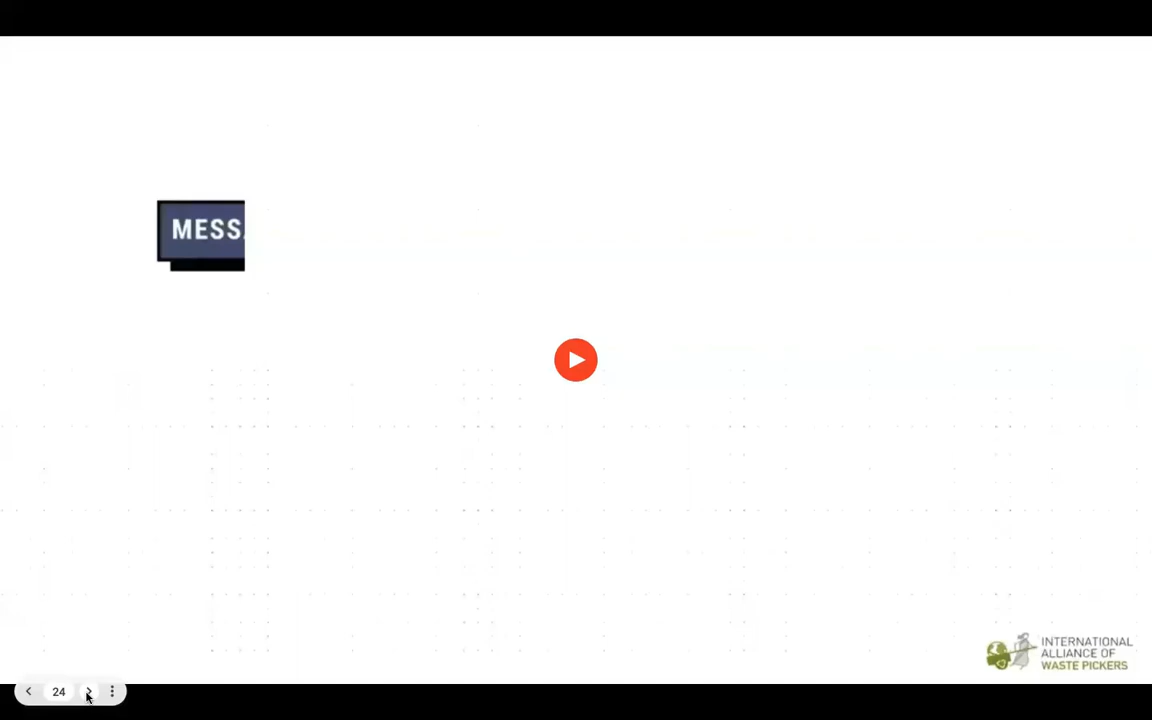 MESS
INTERNATIONAL
ALLIANCE OF
WASTE PICKERS
24